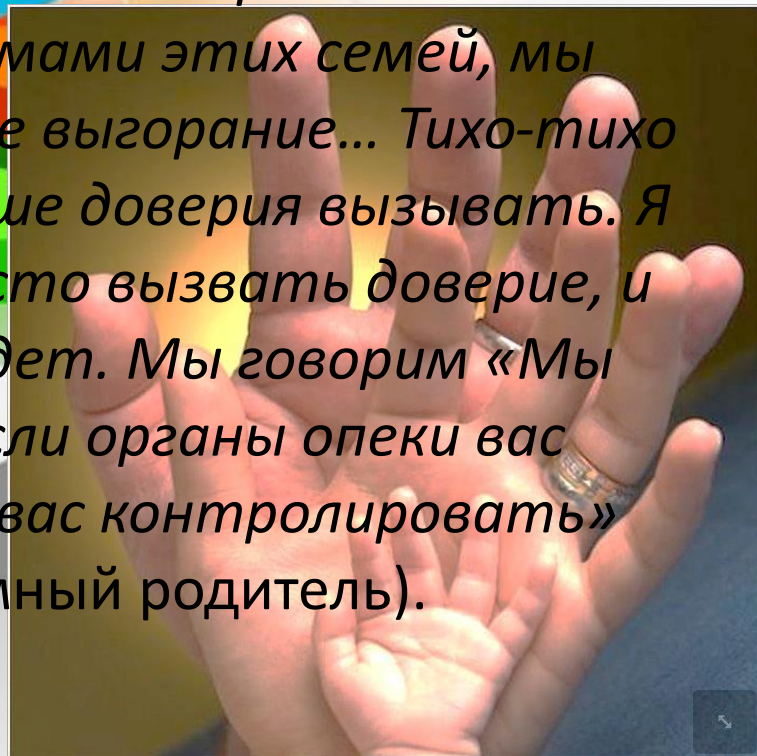 мами этих семей, мы
е выгорание... Тихо-тихо
ше доверия вызывать. Я
сто вызвать доверие, и
дет. Мы говорим «Мы
сли органы опеки вас
вас контролировать»
мный родитель).